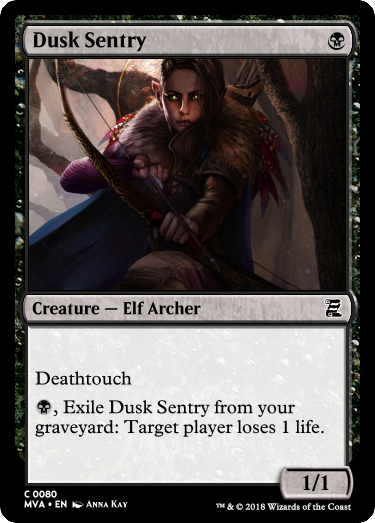 Dusk Sentry
Creature — Elf Archer
Deathtouch
, Exile Dusk Sentry from your
graveyard: Target player loses 1 life.
1/1
C 0080
MVA • EN Anna Kay
™ & © 2018 Wizards of the Coast